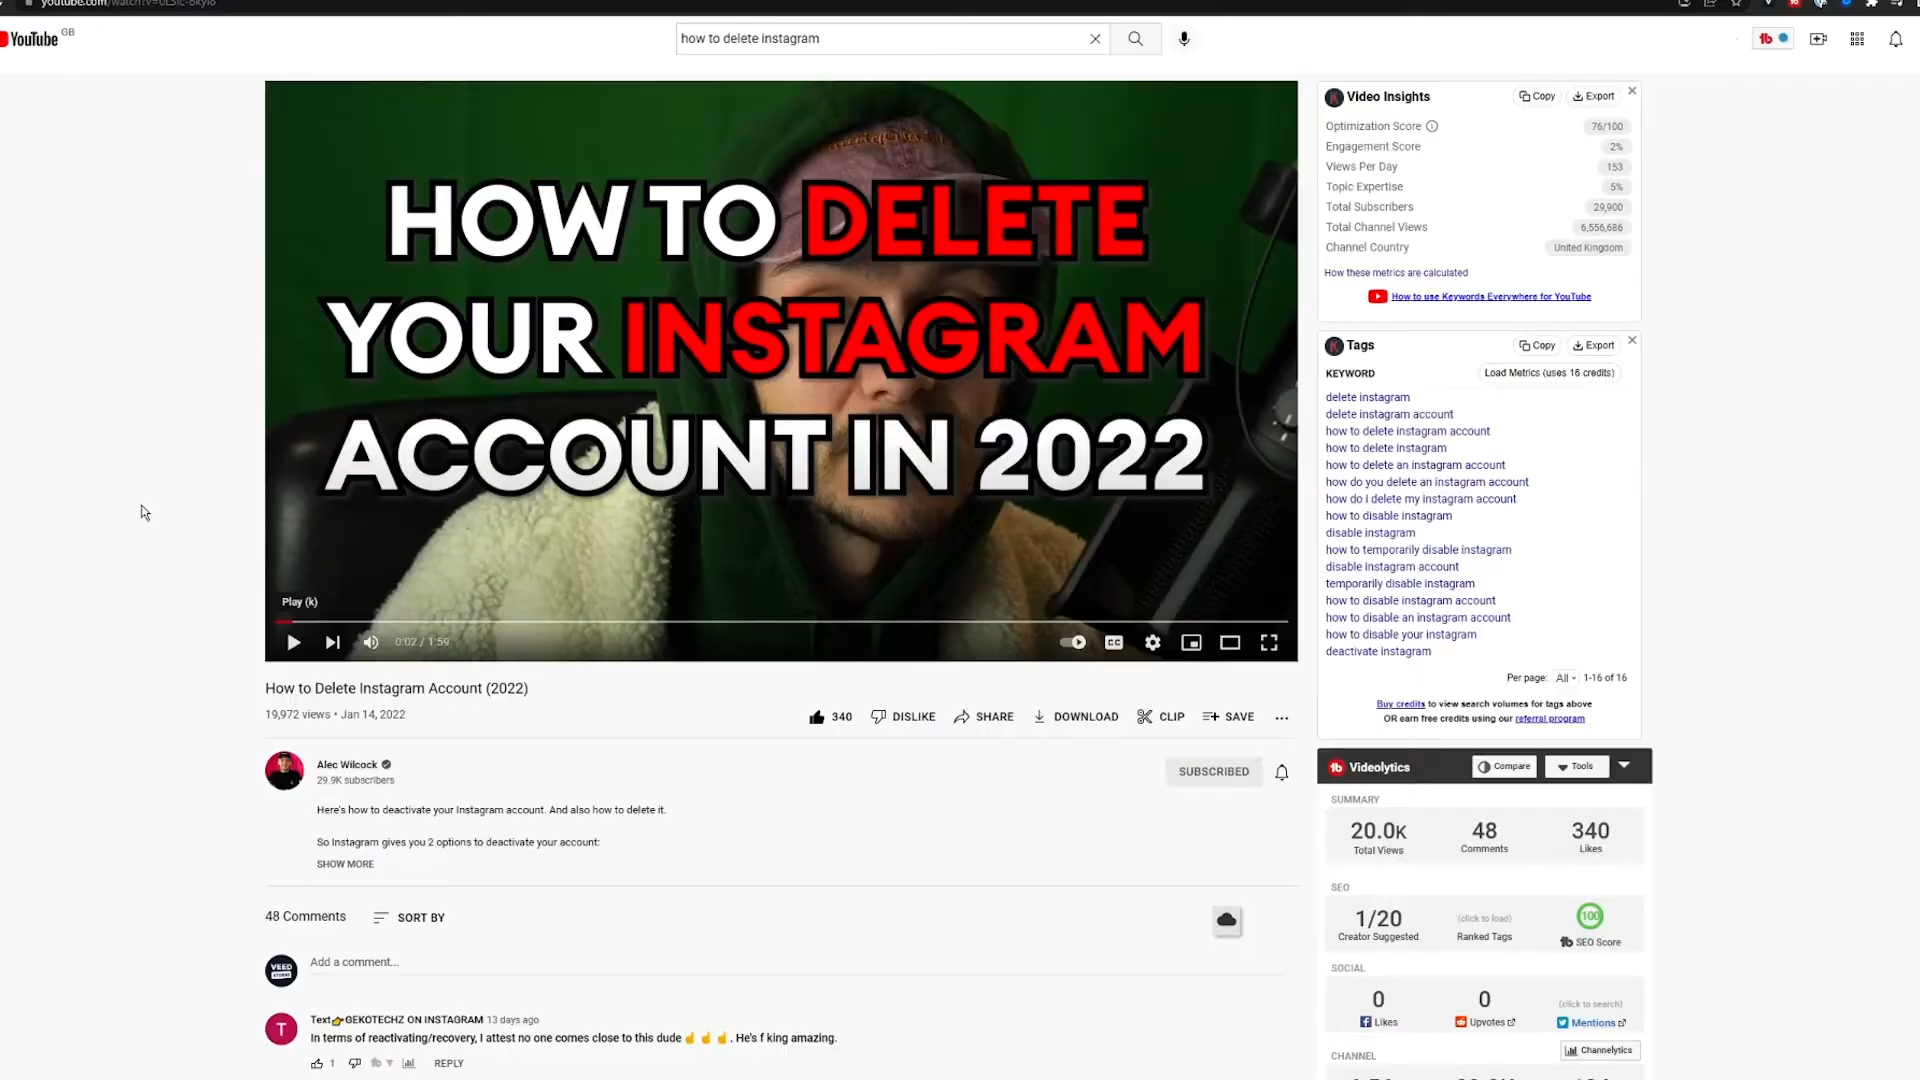 YouTube GB
how to delete instagram
HOW TO DELETE
YOUR INSTAGRAM
ACCOUNT IN 2022
Play (k)
0:02 / 1:59
CC
How to Delete Instagram Account (2022)
19,972 views • Jan 14, 2022
340
DISLIKE
SHARE
DOWNLOAD
CLIP
SAVE
Alec Wilcock
29.9K subscribers
SUBSCRIBED
Here's how to deactivate your Instagram account. And also how to delete it.
So Instagram gives you 2 options to deactivate your account:
SHOW MORE
48 Comments
SORT BY
VEED
Add a comment...
T
Text👉GEKOTECHZ ON INSTAGRAM 13 days ago
In terms of reactivating/recovery, I attest no one comes close to this dude ☝️ ☝️ ☝️. He's f king amazing.
1
REPLY
Video Insights
Copy
Export
Optimization Score 76/100
Engagement Score 2%
Views Per Day 153
Topic Expertise 5%
Total Subscribers 29,900
Total Channel Views 6,556,686
Channel Country United Kingdom
How these metrics are calculated
How to use Keywords Everywhere for YouTube
Tags
Copy
Export
KEYWORD
Load Metrics (uses 16 credits)
delete instagram
delete instagram account
how to delete instagram account
how to delete instagram
how to delete an instagram account
how do you delete an instagram account
how do i delete my instagram account
how to disable instagram
disable instagram
how to temporarily disable instagram
disable instagram account
temporarily disable instagram
how to disable instagram account
how to disable an instagram account
how to disable your instagram
deactivate instagram
Per page: All 1-16 of 16
Buy credits to view search volumes for tags above
OR earn free credits using our referral program
tb Videolytics
Compare
Tools
SUMMARY
20.0K
Total Views
48
Comments
340
Likes
SEO
1/20
Creator Suggested
(click to load)
Ranked Tags
100
tb SEO Score
SOCIAL
0
Likes
0
Upvotes
(click to search)
Mentions
CHANNEL
Channelytics